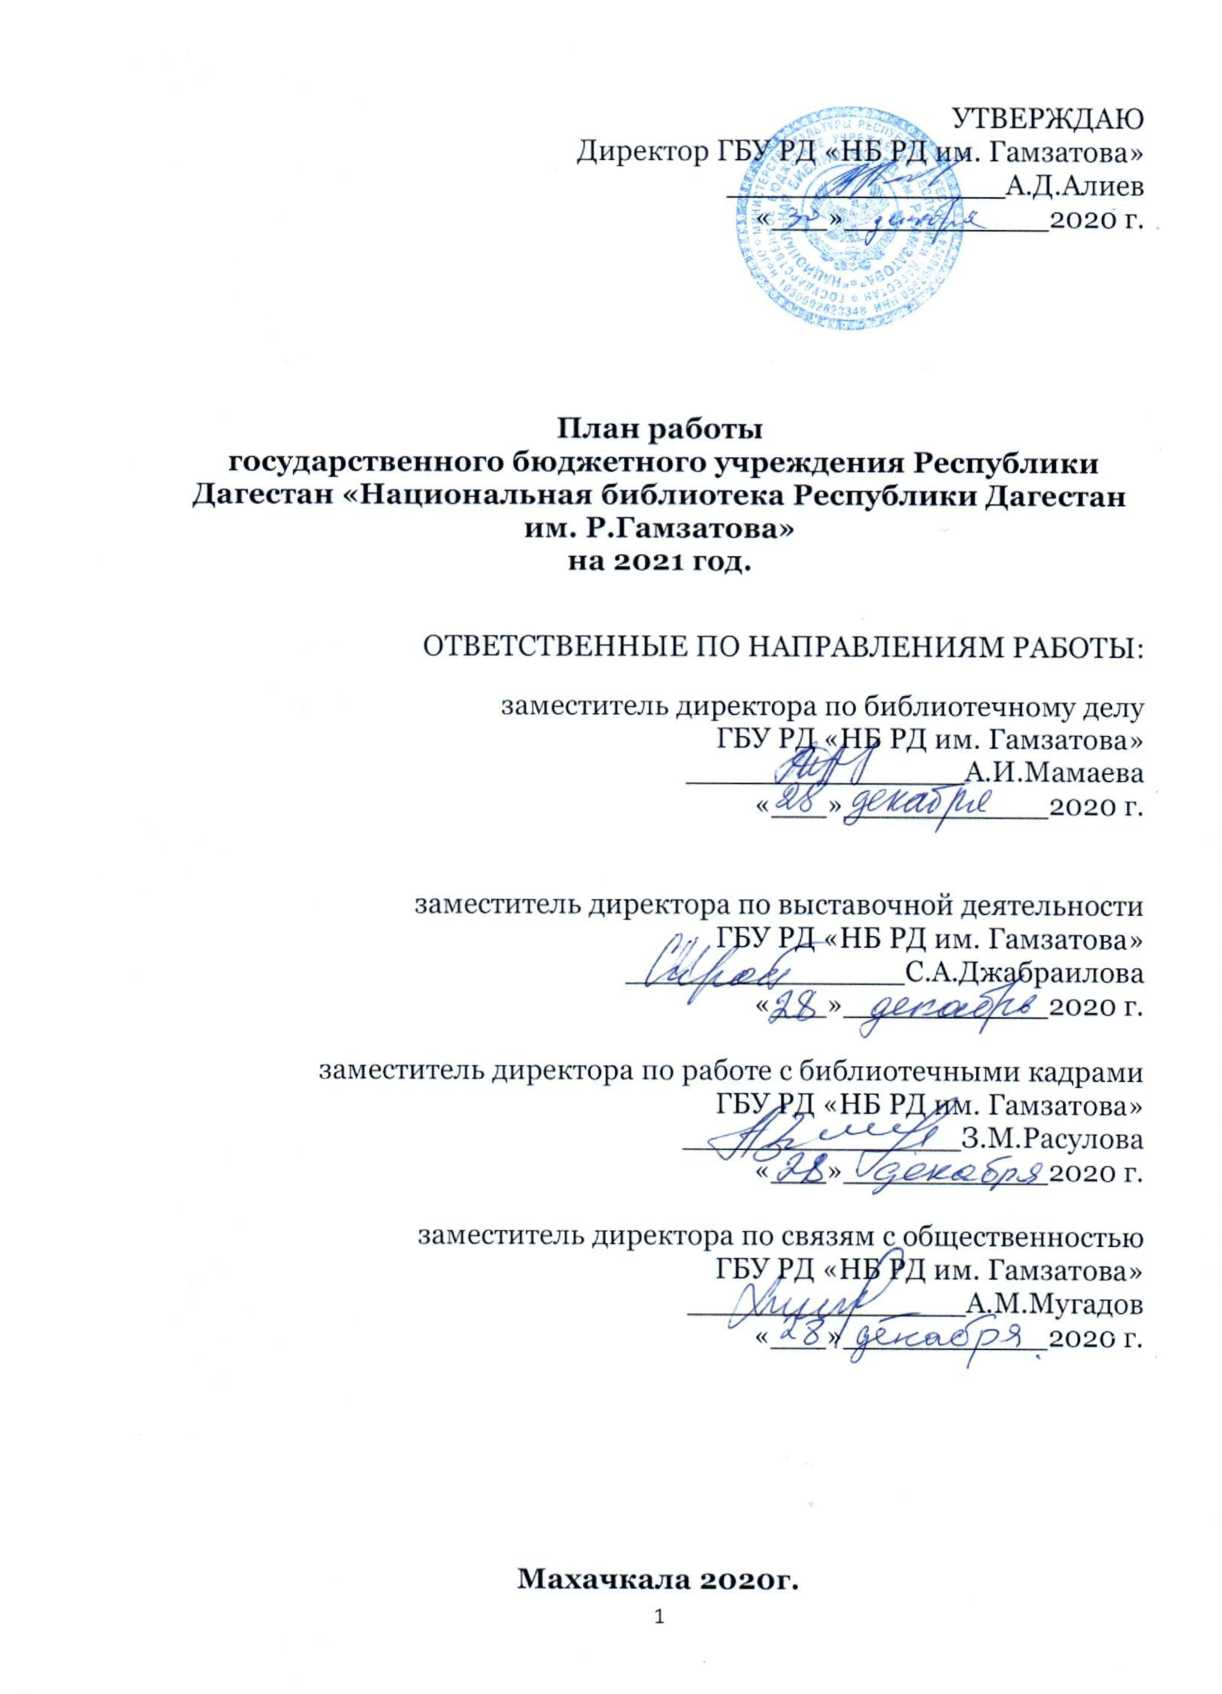 УТВЕРЖДАЮ
Директор ГБУ РД «НБ РД им. Гамзатова»
А.Д.Алиев
«30» декабря 2020 г.
План работы
государственного бюджетного учреждения Республики
Дагестан «Национальная библиотека Республики Дагестан
им. Р.Гамзатова»
на 2021 год.
ОТВЕТСТВЕННЫЕ ПО НАПРАВЛЕНИЯМ РАБОТЫ:
заместитель директора по библиотечному делу
ГБУ РД «НБ РД им. Гамзатова»
А.И.Мамаева
«28» декабря 2020 г.
заместитель директора по выставочной деятельности
ГБУ РД «НБ РД им. Гамзатова»
С.А.Джабраилова
«28» декабрь 2020 г.
заместитель директора по работе с библиотечными кадрами
ГБУ РД «НБ РД им. Гамзатова»
З.М.Расулова
«28» декабря 2020 г.
заместитель директора по связям с общественностью
ГБУ РД «НБ РД им. Гамзатова»
А.М.Мугадов
«28» декабря 2020 г.
Махачкала 2020г.
1